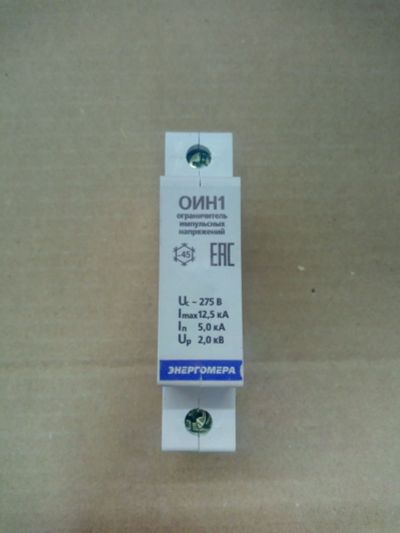 ОИН1
ограничитель
импульсных
напряжений
-45
EAC
Uc ~ 275 В
Imax 12,5 кА
In 5,0 кА
Up 2,0 кВ
ЭНЕРГОМЕРА